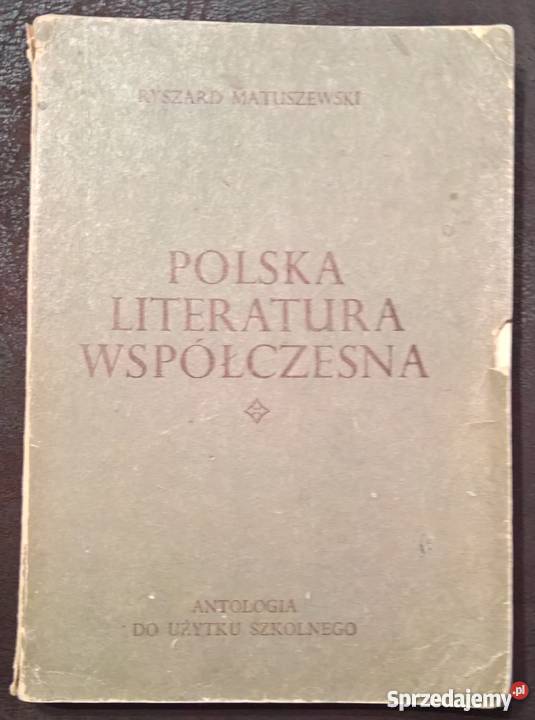 RYSZARD MATUSZEWSKI
POLSKA
LITERATURA
WSPÓŁCZESNA
ANTOLOGIA
DO UŻYTKU SZKOLNEGO
Sprzedajemy.pl